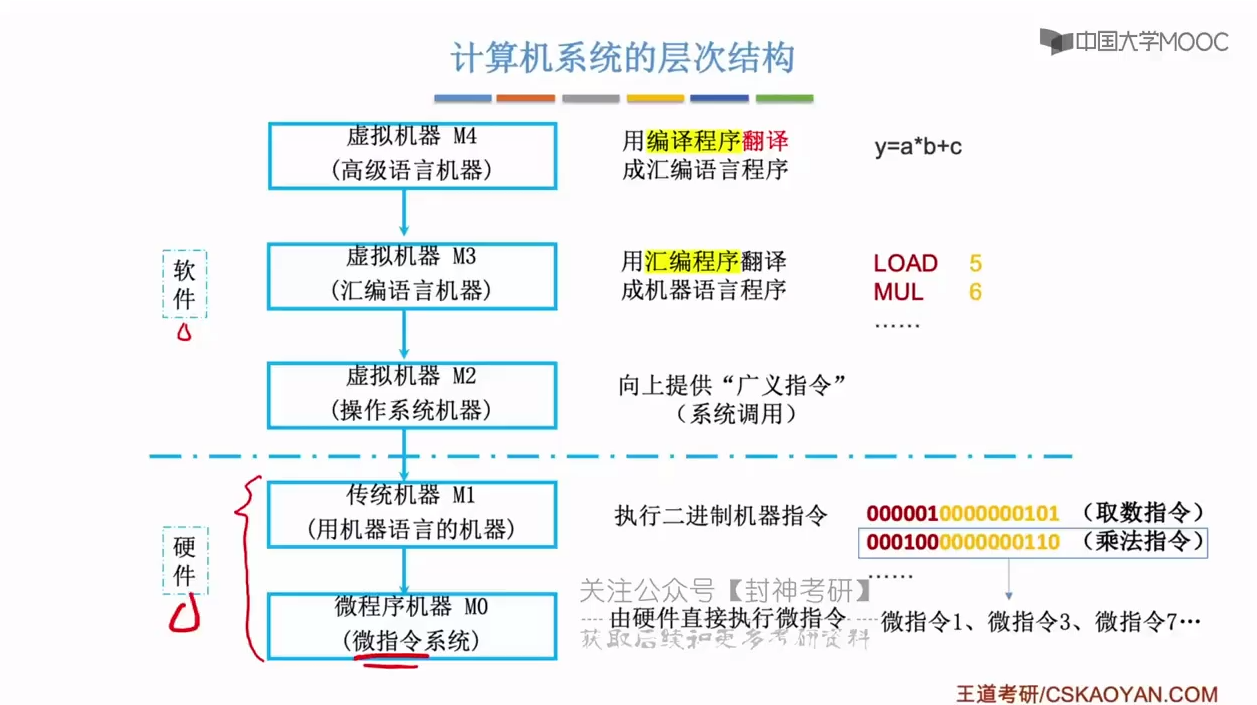 中国大学MOOC
计算机系统的层次结构
虚拟机器 M4
(高级语言机器)
用编译程序翻译
成汇编语言程序
y=a*b+c
虚拟机器 M3
(汇编语言机器)
用汇编程序翻译
成机器语言程序
LOAD 5
MUL 6
……
软件
虚拟机器 M2
(操作系统机器)
向上提供“广义指令”
（系统调用）
传统机器 M1
(用机器语言的机器)
执行二进制机器指令
0000010000000101 （取数指令）
0001000000000110 （乘法指令）
……
硬件
关注公众号【封神考研】
微程序机器 M0
(微指令系统)
由硬件直接执行微指令
微指令1、微指令3、微指令7…
获取后续和更多考研资料
王道考研/CSKAOYAN.COM